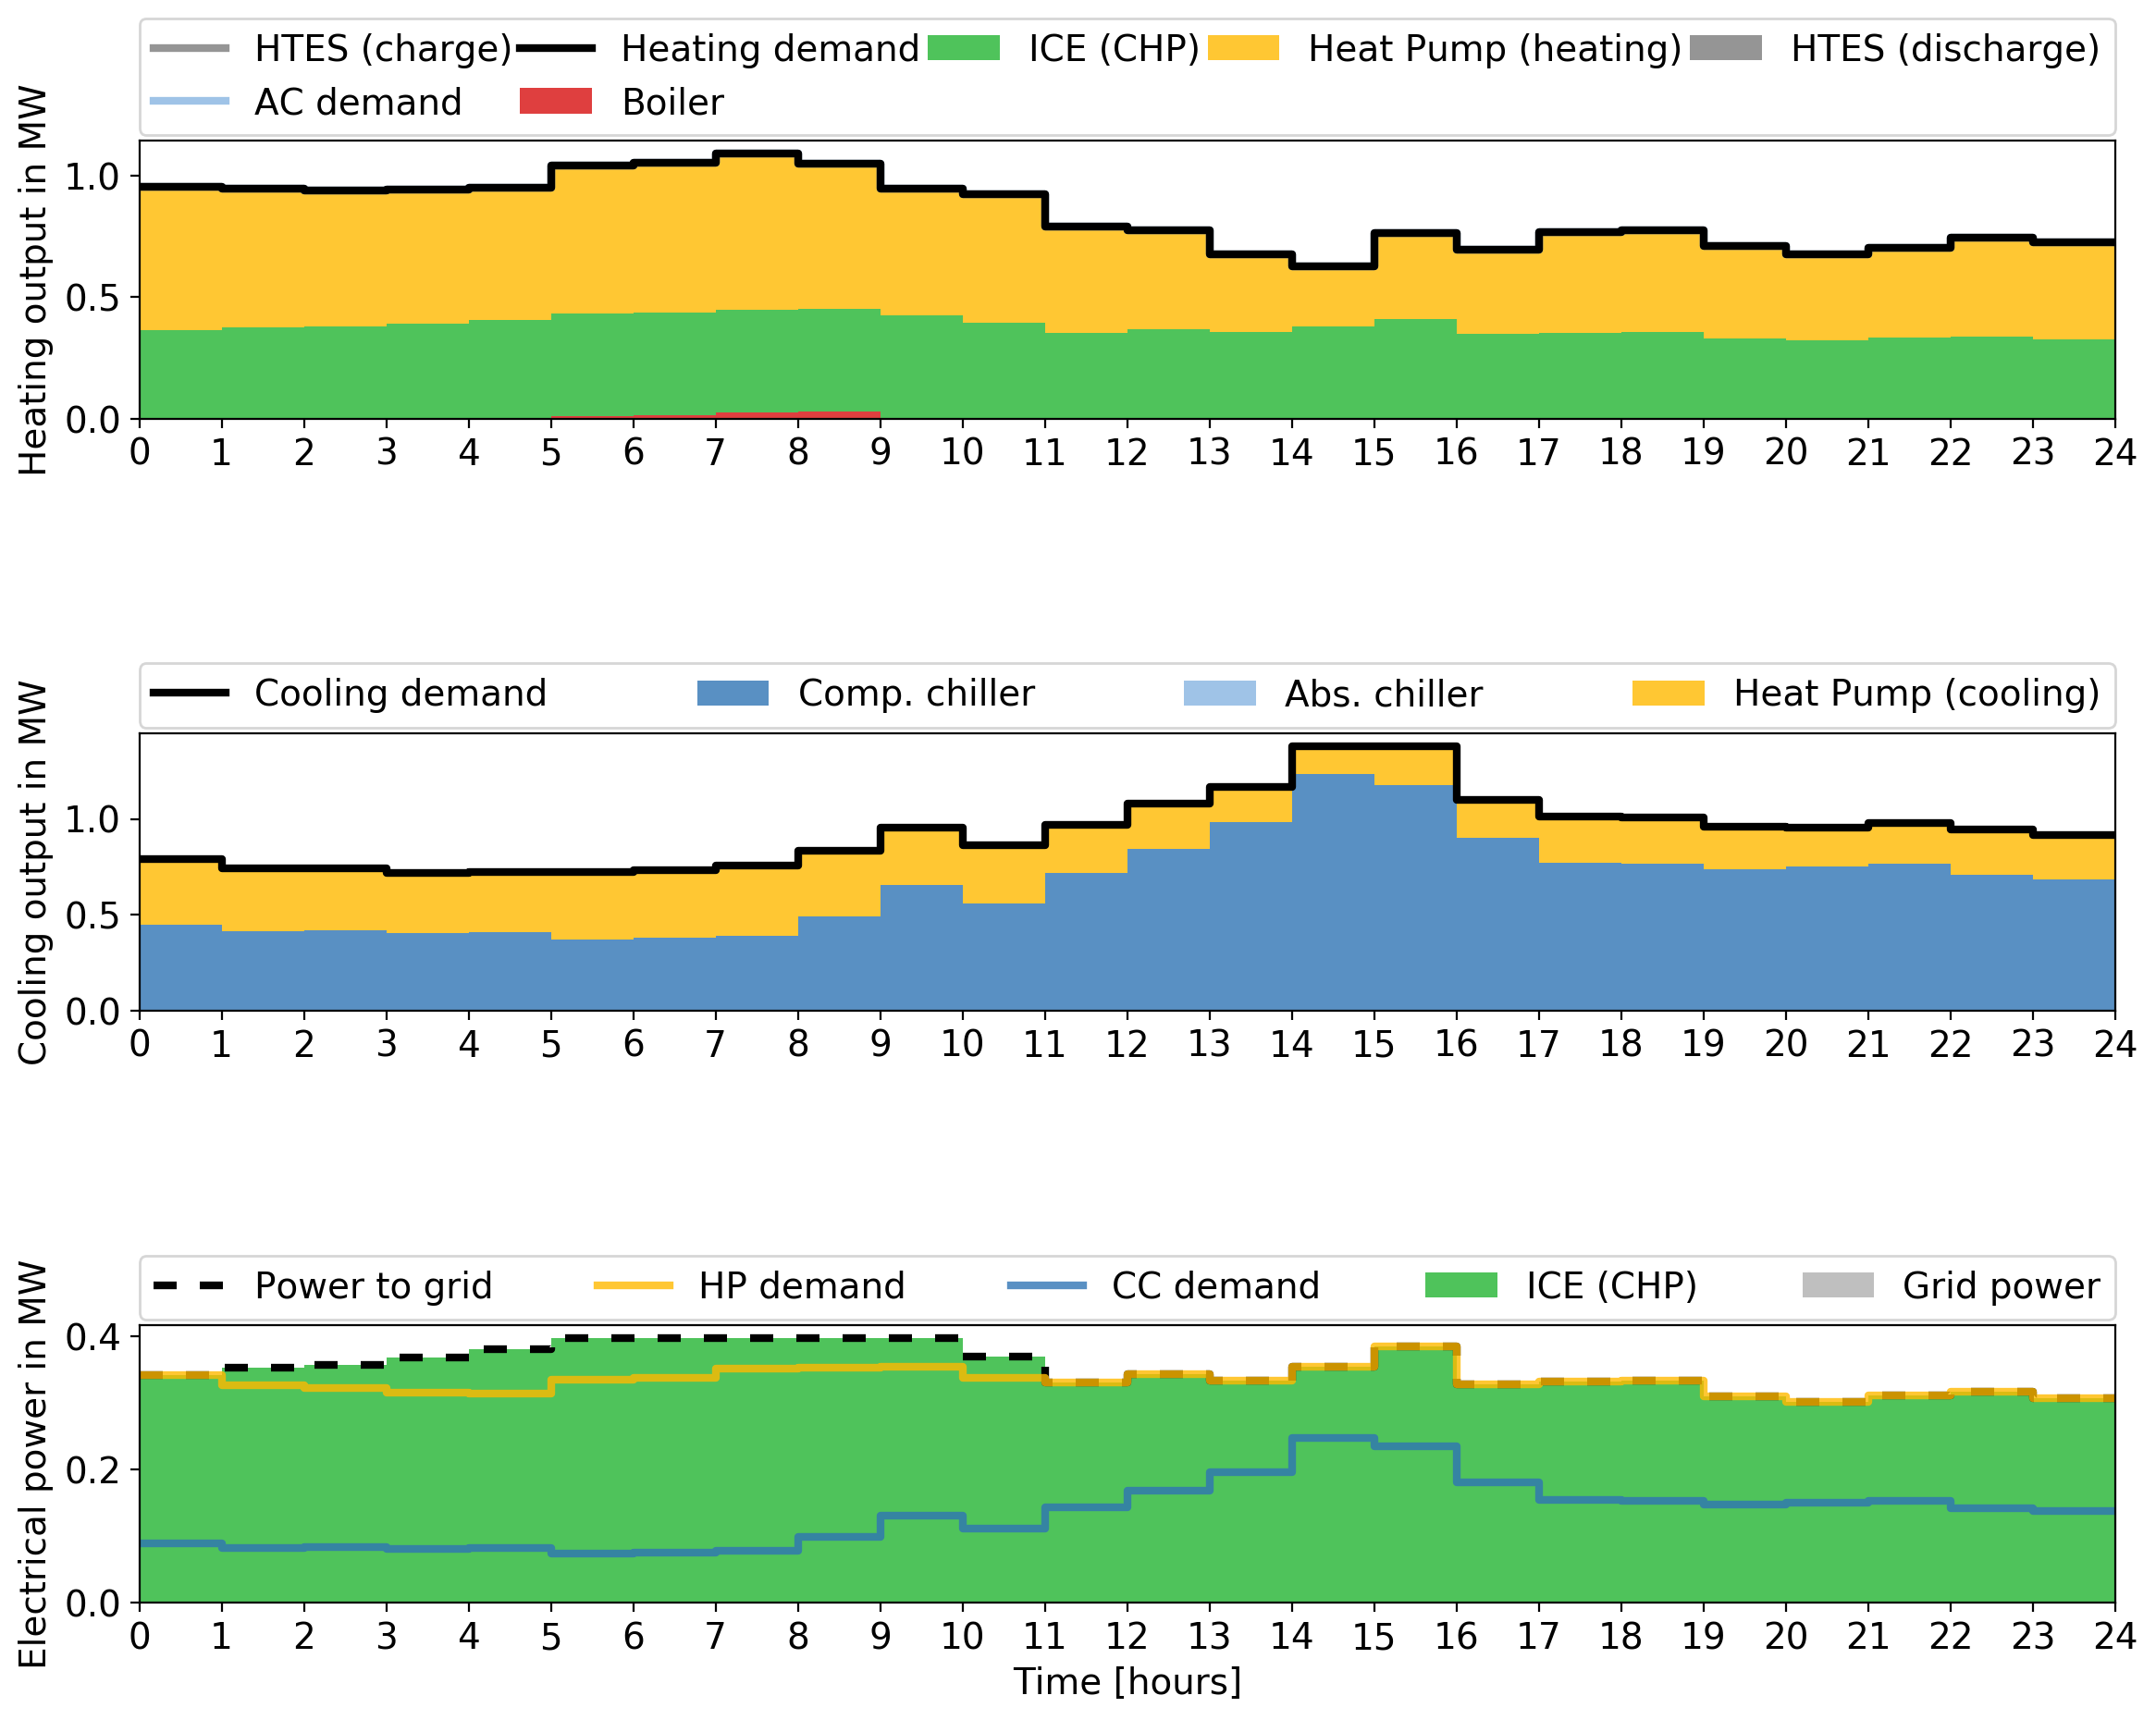 HTES (charge) Heating demand ICE (CHP) Heat Pump (heating) HTES (discharge)
AC demand Boiler
Heating output in MW
1.0
0.5
0.0
0 1 2 3 4 5 6 7 8 9 10 11 12 13 14 15 16 17 18 19 20 21 22 23 24
Cooling demand Comp. chiller Abs. chiller Heat Pump (cooling)
Cooling output in MW
1.0
0.5
0.0
0 1 2 3 4 5 6 7 8 9 10 11 12 13 14 15 16 17 18 19 20 21 22 23 24
Power to grid HP demand CC demand ICE (CHP) Grid power
Electrical power in MW
0.4
0.2
0.0
0 1 2 3 4 5 6 7 8 9 10 11 12 13 14 15 16 17 18 19 20 21 22 23 24
Time [hours]